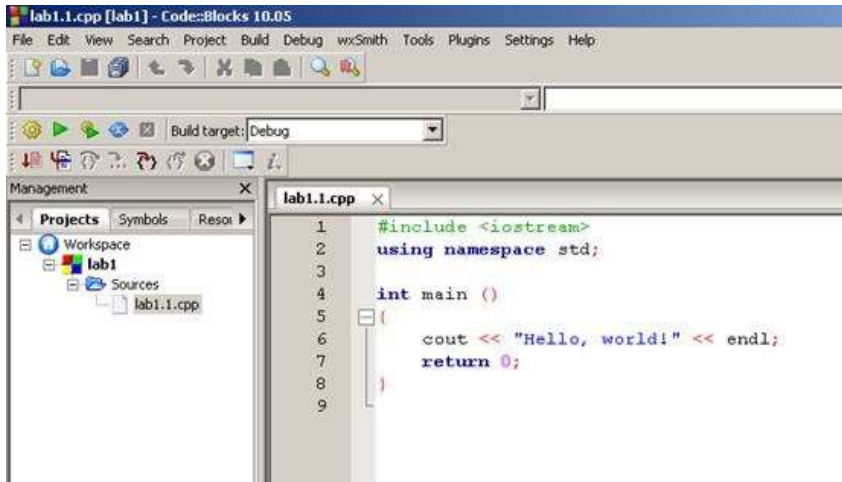 lab1.1.cpp [lab1] - Code::Blocks 10.05
File Edit View Search Project Build Debug wxSmith Tools Plugins Settings Help
Build target: Debug
Management
Projects Symbols
lab1.1.cpp
Workspace
lab1
Sources
lab1.1.cpp
1 #include <iostream>
2 using namespace std;
3
4 int main ()
5 {
6 cout << "Hello, world!" << endl;
7 return 0;
8 }
9